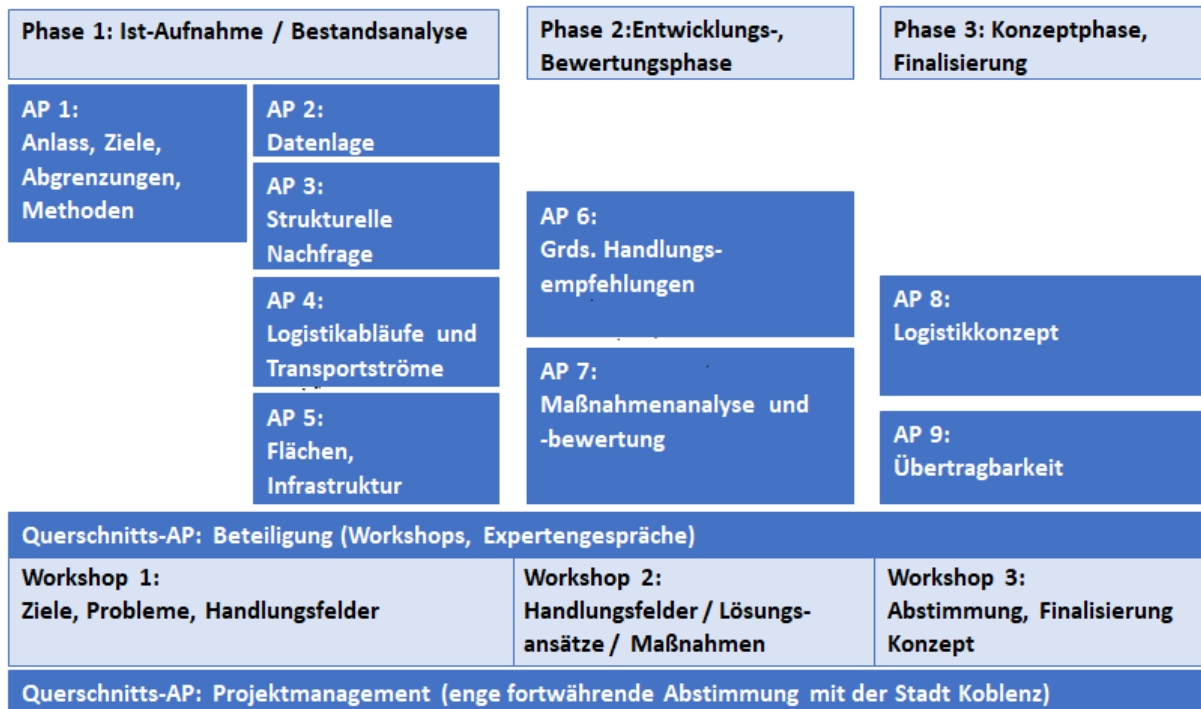 Phase 1: Ist-Aufnahme / Bestandsanalyse
Phase 2:Entwicklungs-,
Bewertungsphase
Phase 3: Konzeptphase,
Finalisierung
AP 1:
Anlass, Ziele,
Abgrenzungen,
Methoden
AP 2:
Datenlage
AP 3:
Strukturelle
Nachfrage
AP 4:
Logistikabläufe und
Transportströme
AP 5:
Flächen,
Infrastruktur
AP 6:
Grds. Handlungs-
empfehlungen
AP 7:
Maßnahmenanalyse und
-bewertung
AP 8:
Logistikkonzept
AP 9:
Übertragbarkeit
Querschnitts-AP: Beteiligung (Workshops, Expertengespräche)
Workshop 1:
Ziele, Probleme, Handlungsfelder
Workshop 2:
Handlungsfelder / Lösungs-
ansätze / Maßnahmen
Workshop 3:
Abstimmung, Finalisierung
Konzept
Querschnitts-AP: Projektmanagement (enge fortwährende Abstimmung mit der Stadt Koblenz)